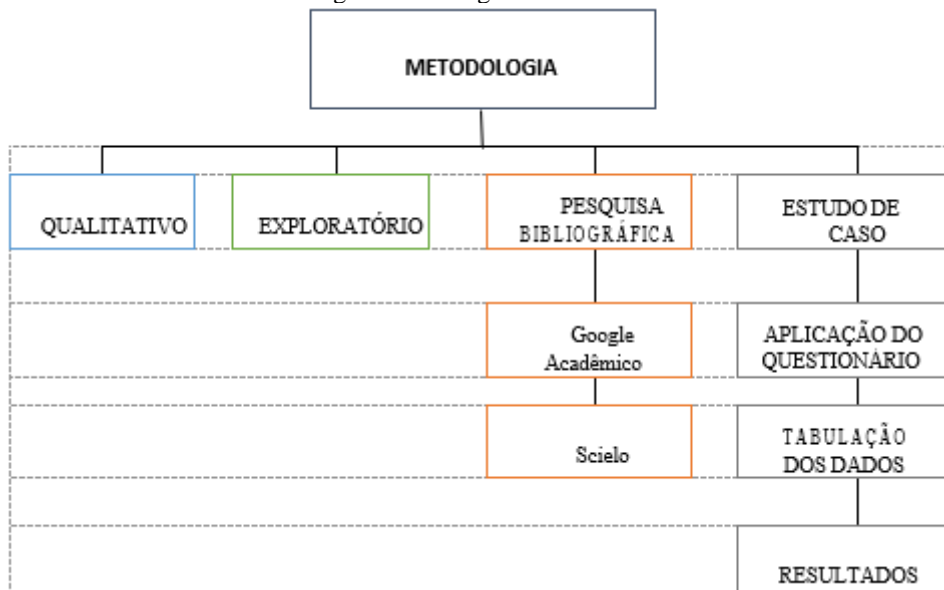 METODOLOGIA
QUALITATIVO
EXPLORATÓRIO
PESQUISA
BIBLIOGRÁFICA
ESTUDO DE
CASO
Google
Acadêmico
APLICAÇÃO DO
QUESTIONÁRIO
Scielo
TABULAÇÃO
DOS DADOS
RESULTADOS